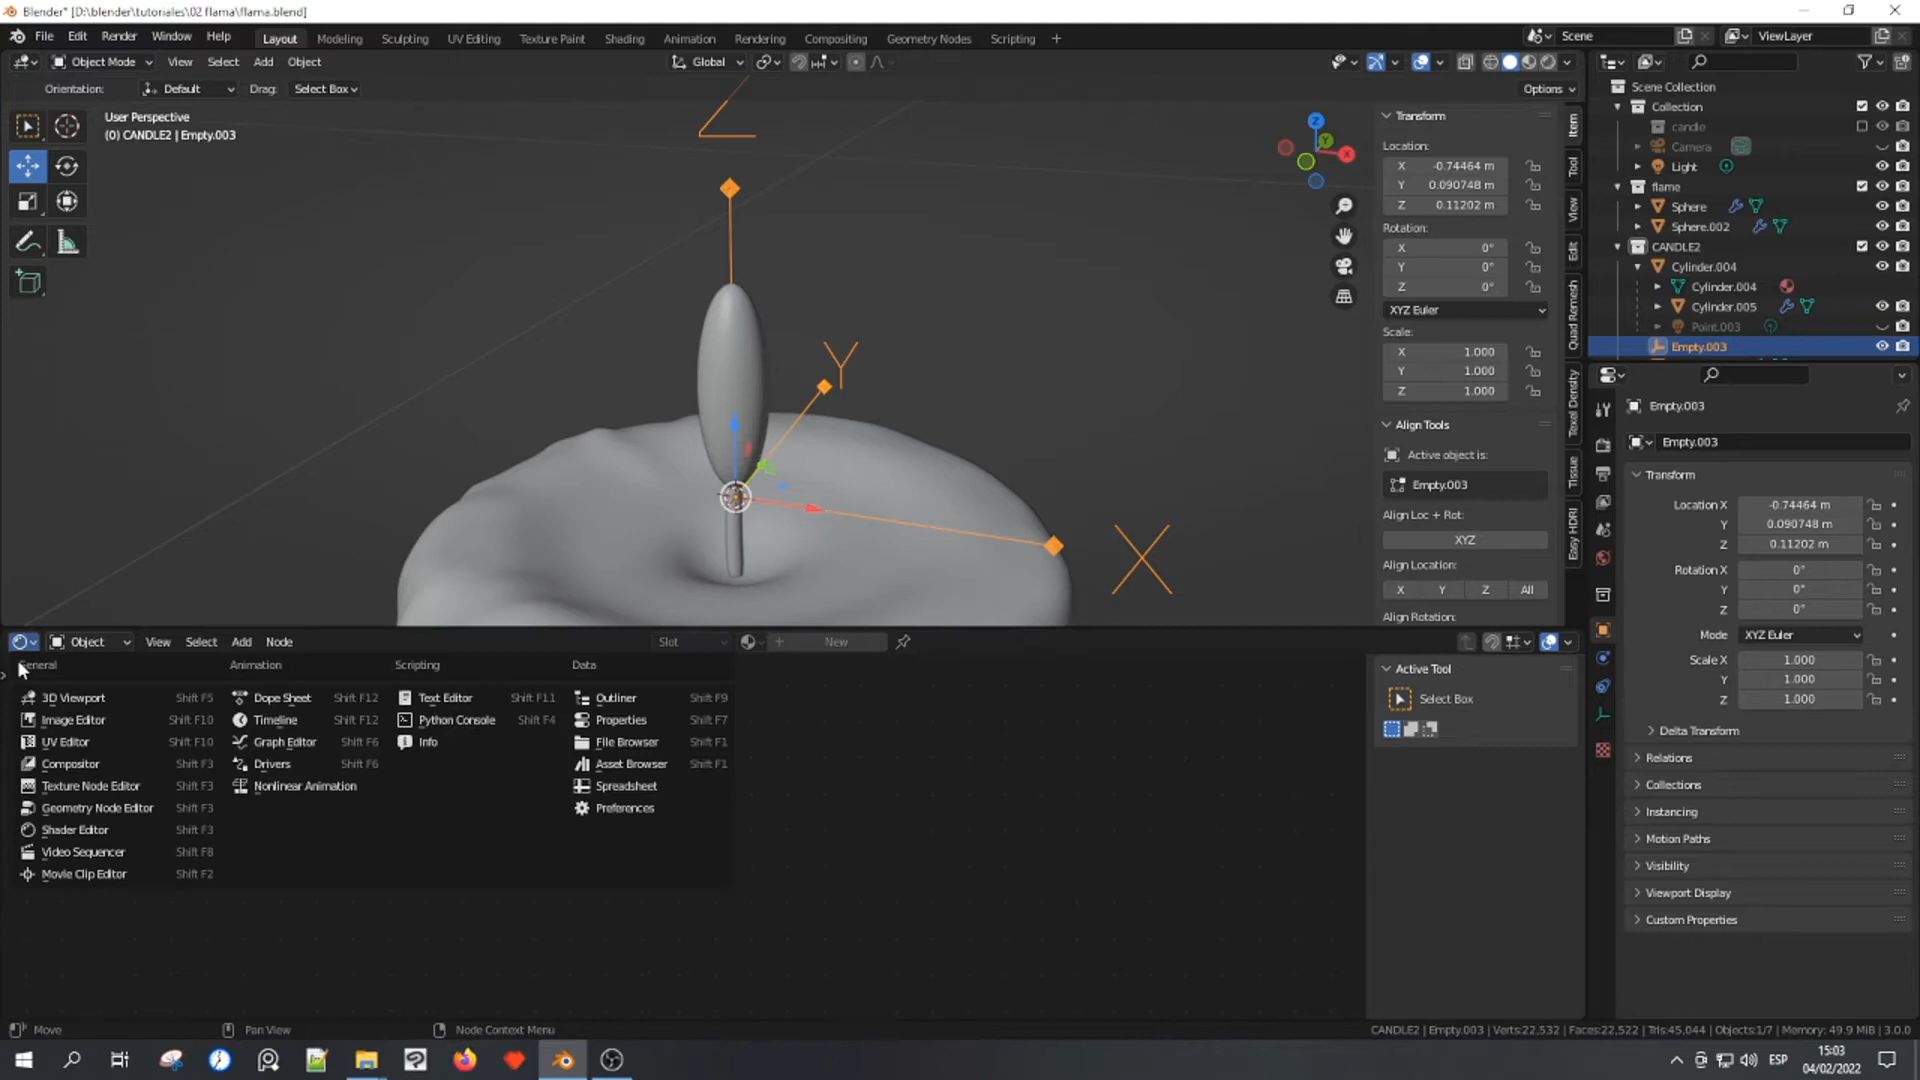 Blender* [D:\blender\tutoriales\02 flama\flama.blend]
File Edit Render Window Help Layout Modeling Sculpting UV Editing Texture Paint Shading Animation Rendering Compositing Geometry Nodes Scripting + Scene ViewLayer
Object Mode View Select Add Object Global
Orientation: Default Drag: Select Box Options
User Perspective
(0) CANDLE2 | Empty.003
Z
Y
X
Z
Y
X
Transform
Location:
X -0.74464 m
Y 0.090748 m
Z 0.11202 m
Rotation:
X 0°
Y 0°
Z 0°
XYZ Euler
Scale:
X 1.000
Y 1.000
Z 1.000
Align Tools
Active object is:
Empty.003
Align Loc + Rot:
XYZ
Align Location:
X Y Z All
Align Rotation:
Item
Tool
View
Edit
Quad Remesh
Texel Density
Tissue
Easy HDRI
Scene Collection
Collection
candle
Camera
Light
flame
Sphere
Sphere.002
CANDLE2
Cylinder.004
Cylinder.004
Cylinder.005
Point.003
Empty.003
Empty.003
Empty.003
Transform
Location X -0.74464 m
Y 0.090748 m
Z 0.11202 m
Rotation X 0°
Y 0°
Z 0°
Mode XYZ Euler
Scale X 1.000
Y 1.000
Z 1.000
Delta Transform
Relations
Collections
Instancing
Motion Paths
Visibility
Viewport Display
Custom Properties
Object View Select Add Node Slot New
General Animation Scripting Data
3D Viewport Shift F5 Dope Sheet Shift F12 Text Editor Shift F11 Outliner Shift F9
Image Editor Shift F10 Timeline Shift F12 Python Console Shift F4 Properties Shift F7
UV Editor Shift F10 Graph Editor Shift F6 Info File Browser Shift F1
Compositor Shift F3 Drivers Shift F6 Asset Browser Shift F1
Texture Node Editor Shift F3 Nonlinear Animation Spreadsheet
Geometry Node Editor Shift F3 Preferences
Shader Editor Shift F3
Video Sequencer Shift F8
Movie Clip Editor Shift F2
Active Tool
Select Box
Move Pan View Node Context Menu CANDLE2 | Empty.003 | Verts:22,532 | Faces:22,522 | Tris:45,044 | Objects:1/7 | Memory: 49.9 MiB | 3.0.0
ESP 15:03
04/02/2022